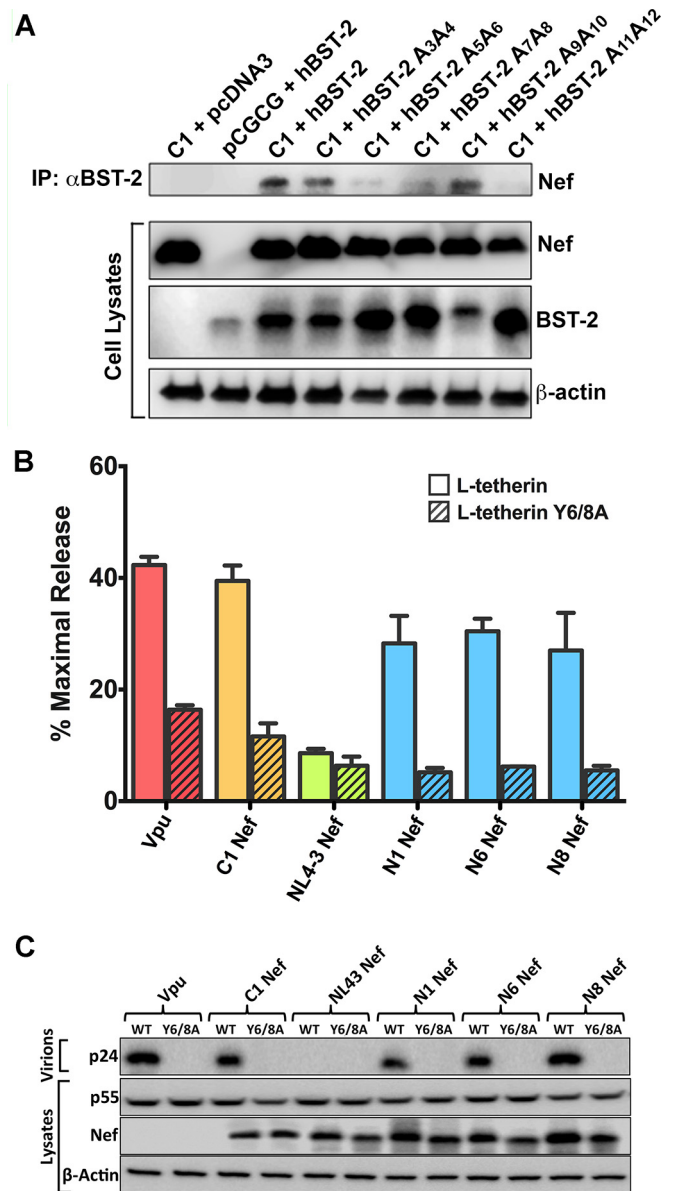 A
C1 + pcDNA3
pCGCG + hBST-2
C1 + hBST-2
C1 + hBST-2 A3A4
C1 + hBST-2 A5A6
C1 + hBST-2 A7A8
C1 + hBST-2 A9A10
C1 + hBST-2 A11A12
IP: αBST-2
Nef
Cell Lysates
Nef
BST-2
β-actin
B
% Maximal Release
60
40
20
0
L-tetherin
L-tetherin Y6/8A
Vpu
C1 Nef
NL4-3 Nef
N1 Nef
N6 Nef
N8 Nef
C
Vpu
C1 Nef
NL43 Nef
N1 Nef
N6 Nef
N8 Nef
WT Y6/8A WT Y6/8A WT Y6/8A WT Y6/8A WT Y6/8A WT Y6/8A
Virions
p24
Lysates
p55
Nef
β-Actin